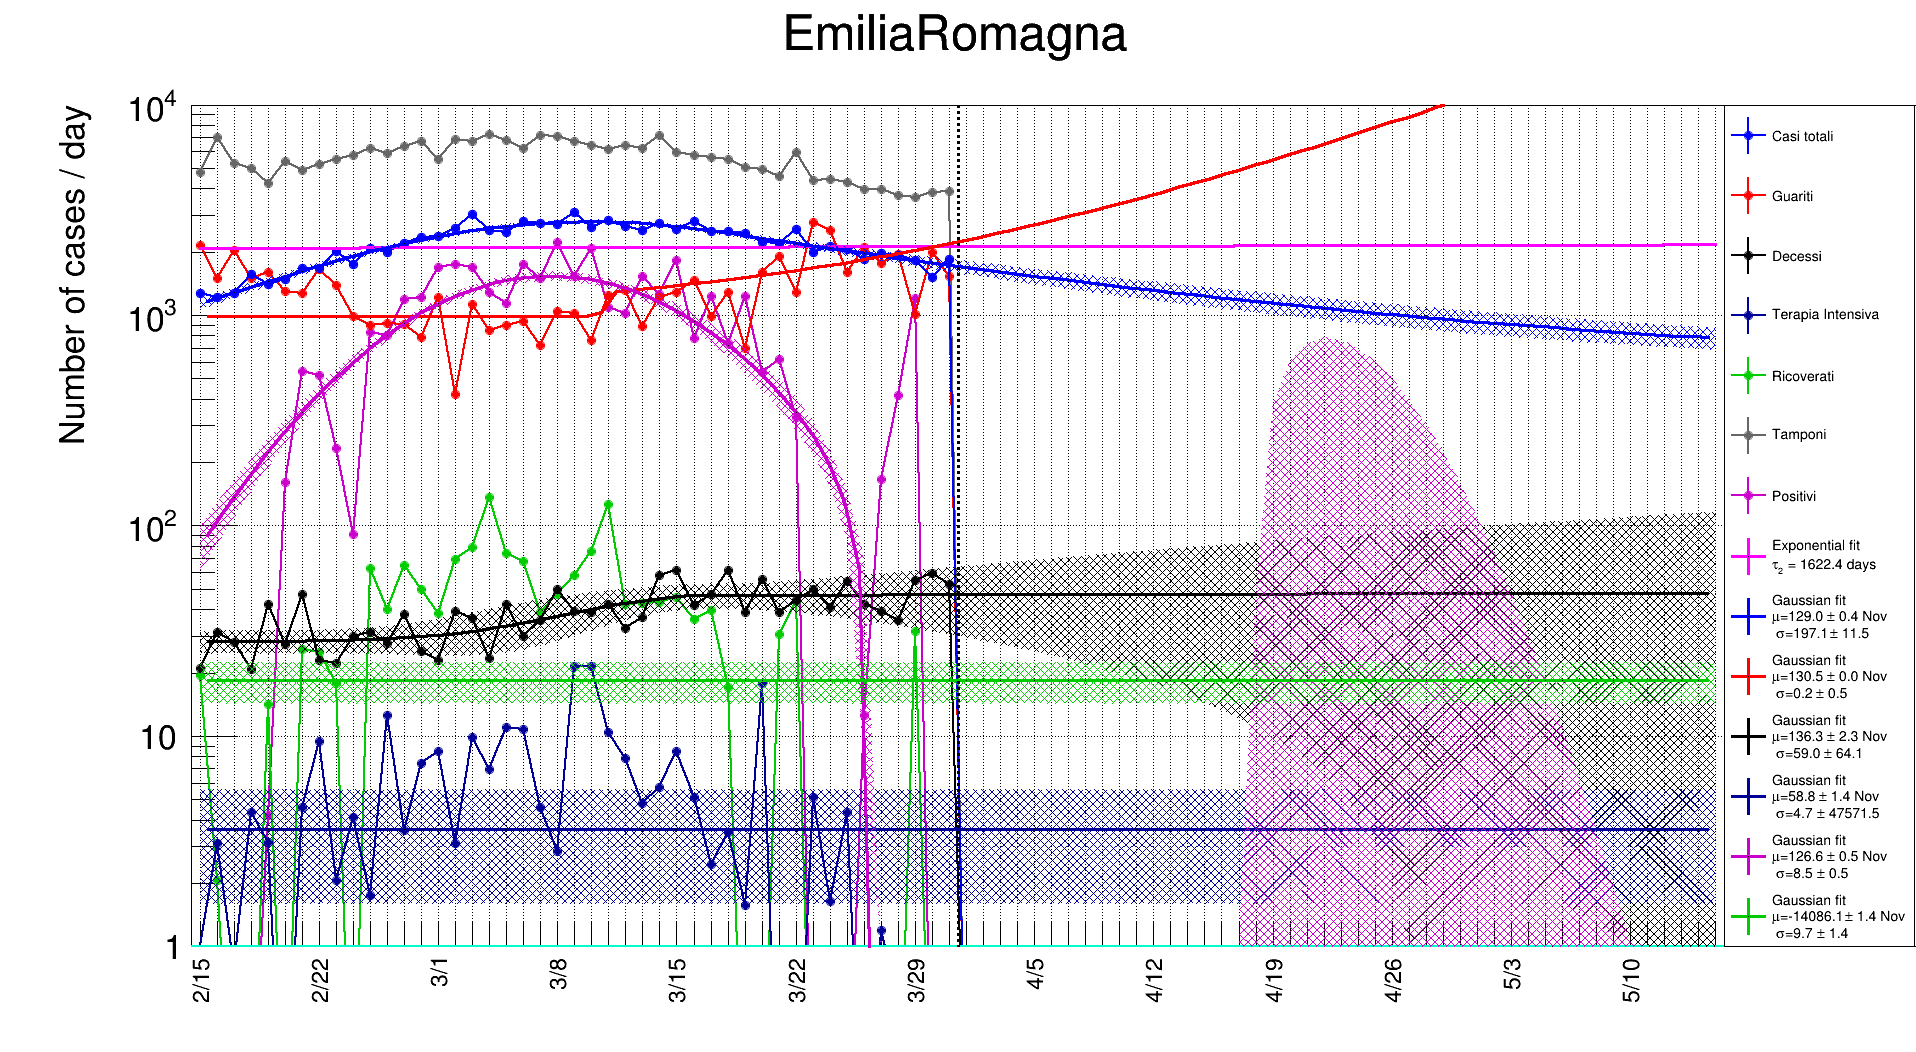 EmiliaRomagna
Number of cases / day
10⁴
10³
10²
10
1
2/15
2/22
3/1
3/8
3/15
3/22
3/29
4/5
4/12
4/19
4/26
5/3
5/10
Casi totali
Guariti
Decessi
Terapia Intensiva
Ricoverati
Tamponi
Positivi
Exponential fit
τ₂ = 1622.4 days
Gaussian fit
μ=129.0 ± 0.4 Nov
σ=197.1 ± 11.5
Gaussian fit
μ=130.5 ± 0.0 Nov
σ=0.2 ± 0.5
Gaussian fit
μ=136.3 ± 2.3 Nov
σ=59.0 ± 64.1
Gaussian fit
μ=58.8 ± 1.4 Nov
σ=4.7 ± 47571.5
Gaussian fit
μ=126.6 ± 0.5 Nov
σ=8.5 ± 0.5
Gaussian fit
μ=-14086.1 ± 1.4 Nov
σ=9.7 ± 1.4